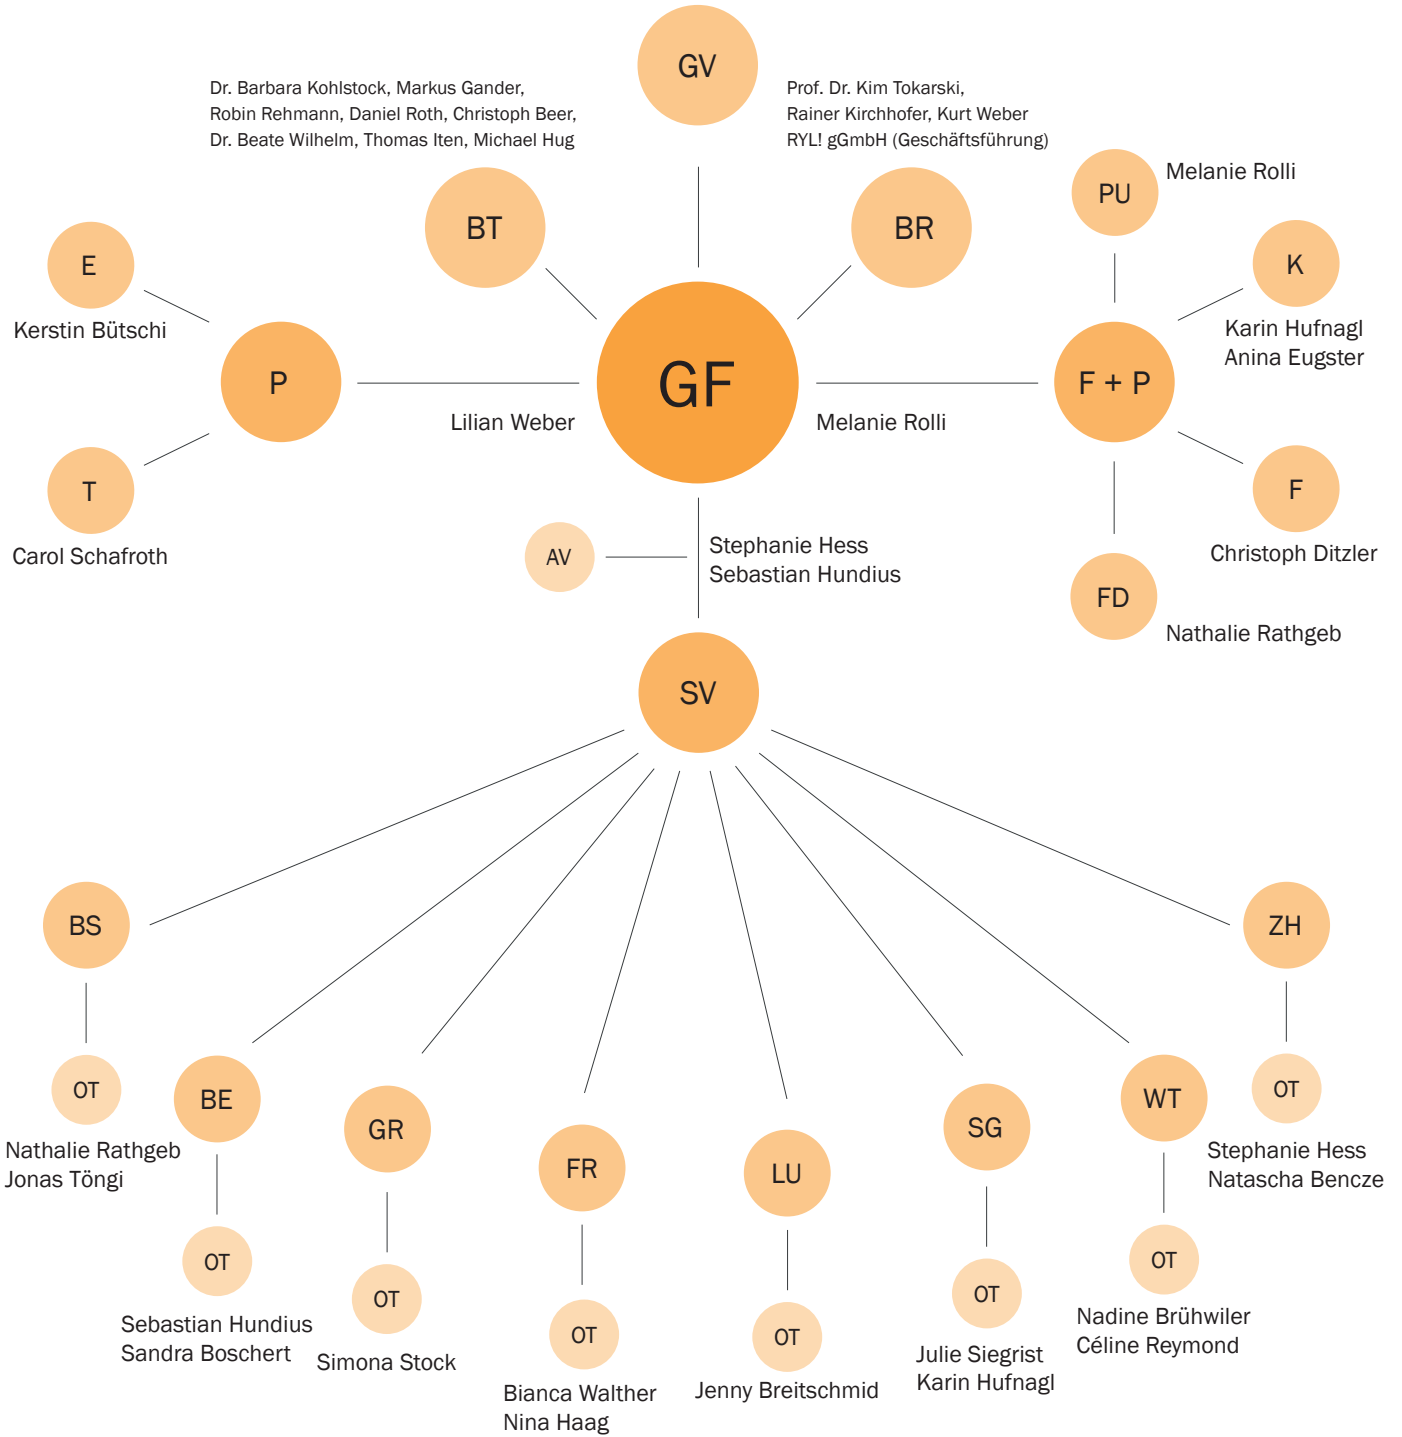 GV
Dr. Barbara Kohlstock, Markus Gander,
Robin Rehmann, Daniel Roth, Christoph Beer,
Dr. Beate Wilhelm, Thomas Iten, Michael Hug
Prof. Dr. Kim Tokarski,
Rainer Kirchhofer, Kurt Weber
RYL! gGmbH (Geschäftsführung)
BT
BR
PU
Melanie Rolli
E
Kerstin Bütschi
K
Karin Hufnagl
Anina Eugster
P
GF
F + P
Lilian Weber
Melanie Rolli
T
Carol Schafroth
F
Christoph Ditzler
AV
Stephanie Hess
Sebastian Hundius
FD
Nathalie Rathgeb
SV
BS
OT
Nathalie Rathgeb
Jonas Töngi
BE
OT
Sebastian Hundius
Sandra Boschert
GR
OT
Simona Stock
FR
OT
Bianca Walther
Nina Haag
LU
OT
Jenny Breitschmid
SG
OT
Julie Siegrist
Karin Hufnagl
WT
OT
Nadine Brühwiler
Céline Reymond
ZH
OT
Stephanie Hess
Natascha Bencze